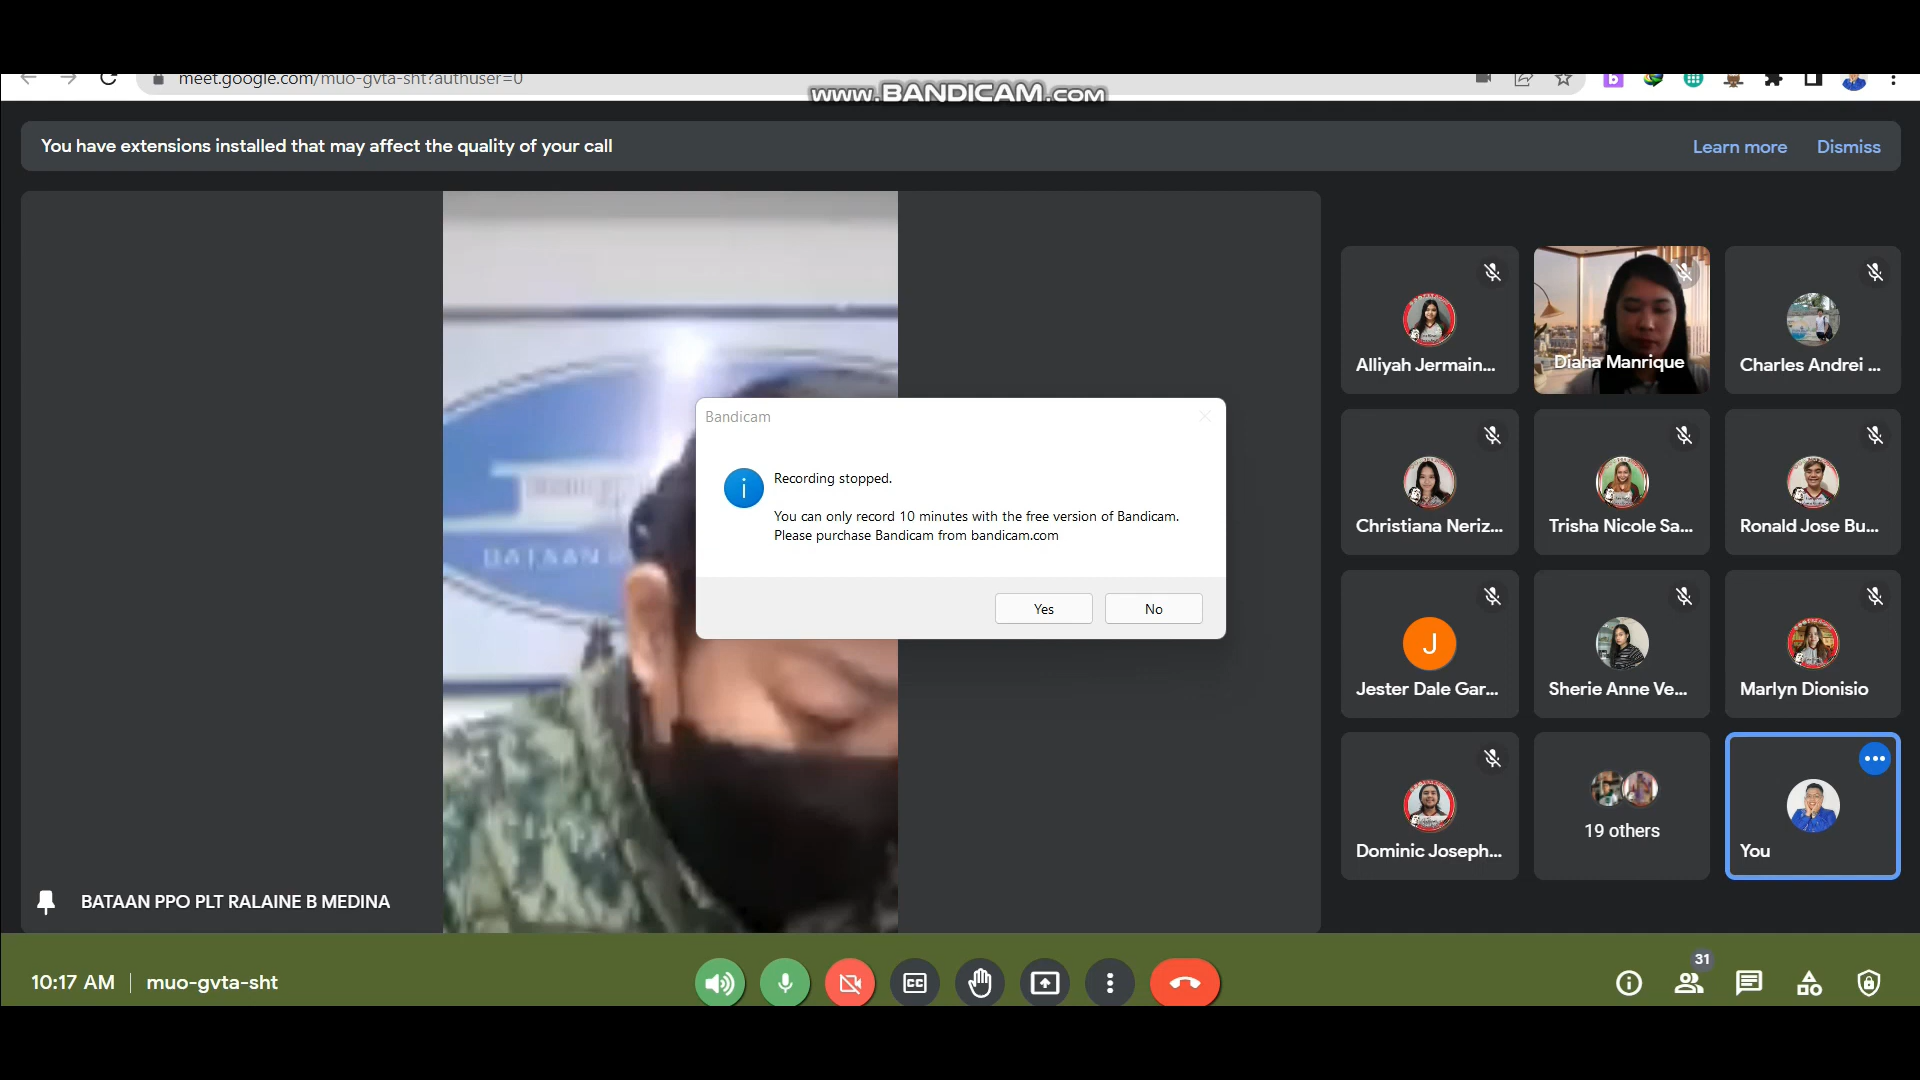 meet.google.com/muo-gvta-sht?authuser=0
www.BANDICAM.com
You have extensions installed that may affect the quality of your call
Learn more
Dismiss
Bandicam
Recording stopped.
You can only record 10 minutes with the free version of Bandicam.
Please purchase Bandicam from bandicam.com
Yes
No
BATAAN
BATAAN PPO PLT RALAINE B MEDINA
Alliyah Jermain...
Diana Manrique
Charles Andrei ...
Christiana Neriz...
Trisha Nicole Sa...
Ronald Jose Bu...
J
Jester Dale Gar...
Sherie Anne Ve...
Marlyn Dionisio
Dominic Joseph...
19 others
You
10:17 AM
muo-gvta-sht
CC
31